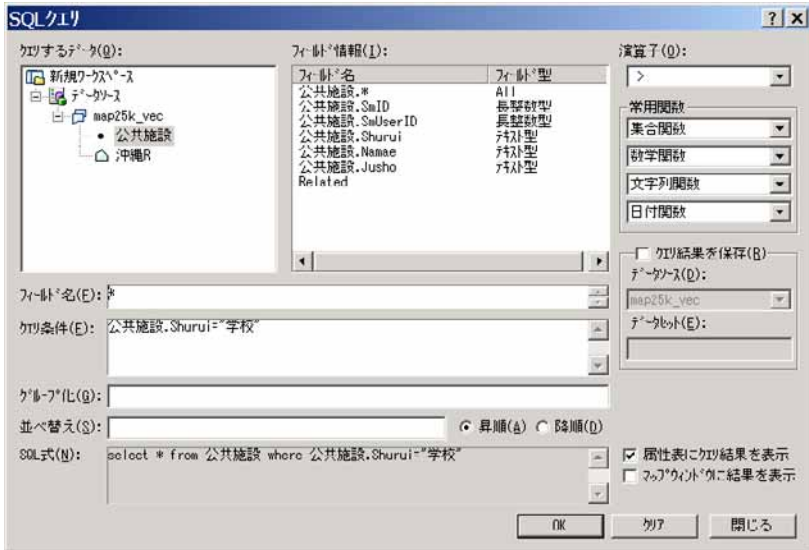 SQLクエリ
クエリするデータ(Q):
新規ワークスペース
データソース
map25k_vec
公共施設
沖縄R
フィールド情報(I):
フィールド名 フィールド型
公共施設.* All
公共施設.SmID 長整数型
公共施設.SmUserID 長整数型
公共施設.Shurui テキスト型
公共施設.Namae テキスト型
公共施設.Jusho テキスト型
Related
演算子(O):
>
常用関数
集合関数
数学関数
文字列関数
日付関数
クエリ結果を保存(R)
データソース(D):
map25k_vec
データセット(E):
フィールド名(F): *
クエリ条件(F): 公共施設.Shurui="学校"
グループ化(G):
並べ替え(S): 昇順(A) 降順(D)
SQL式(N): select * from 公共施設 where 公共施設.Shurui="学校"
属性表にクエリ結果を表示
マップウィンドウに結果を表示
OK クリア 閉じる